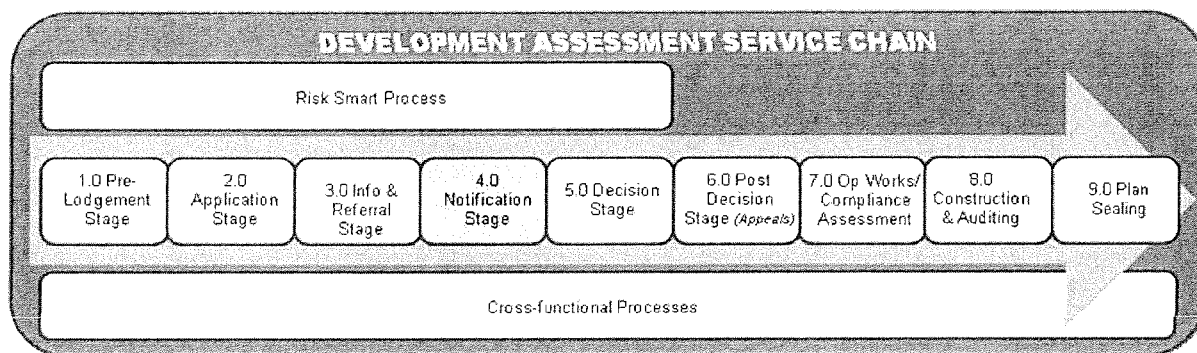 DEVELOPMENT ASSESSMENT SERVICE CHAIN
Risk Smart Process
1.0 Pre-
Lodgement
Stage
2.0
Application
Stage
3.0 Info &
Referral
Stage
4.0
Notification
Stage
5.0 Decision
Stage
6.0 Post
Decision
Stage (Appeals)
7.0 Op Works/
Compliance
Assessment
8.0
Construction
& Auditing
9.0 Plan
Sealing
Cross-functional Processes